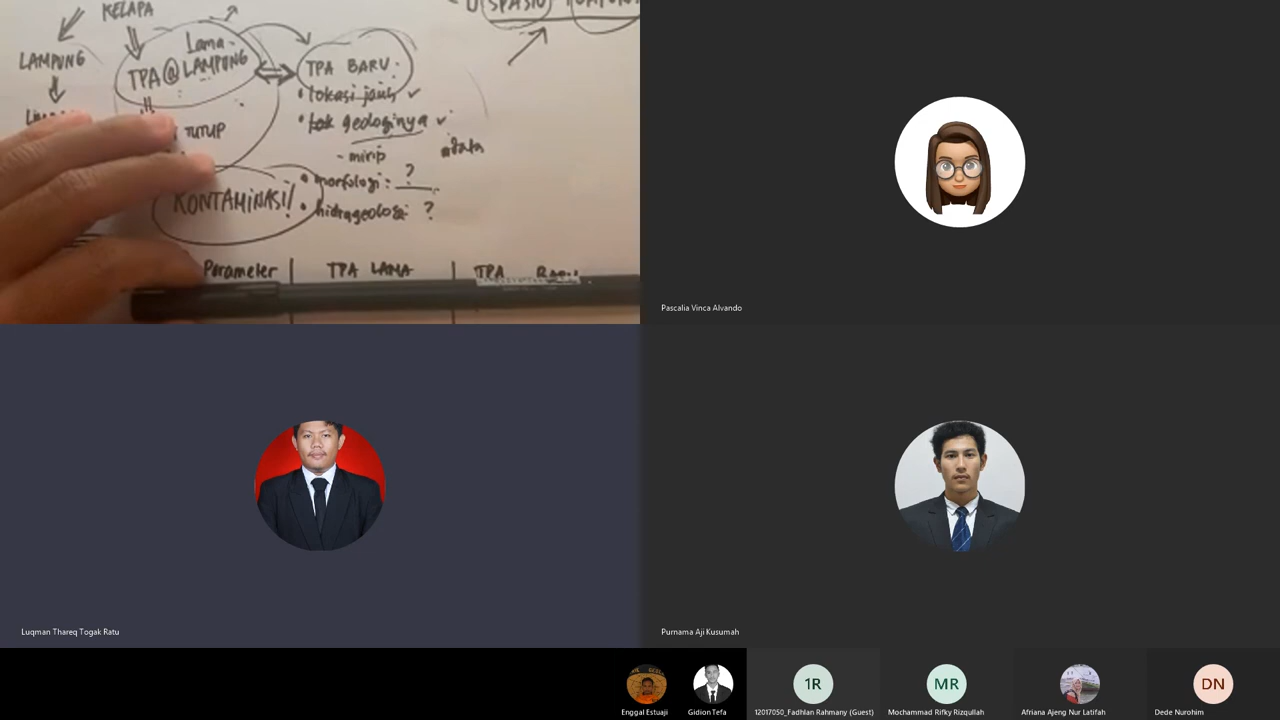 KELAPA
LAMPUNG
Lama
TPA@LAMPUNG
TUTUP
KONTAMINASI!
TPA BARU
• lokasi jauh ✓
• geologinya ✓
- mirip
data
• morfologi : ?
• hidrogeologi ?
Parameter | TPA LAMA | TPA BARU
Pascalia Vinca Alvando
Luqman Thareq Togak Ratu
Purnama Aji Kusumah
1R
MR
DN
Enggal Estuaji
Gidion Tefa
12017050_Fadhlan Rahmany (Guest)
Mochammad Rifky Rizqullah
Afriana Ajeng Nur Latifah
Dede Nurohim